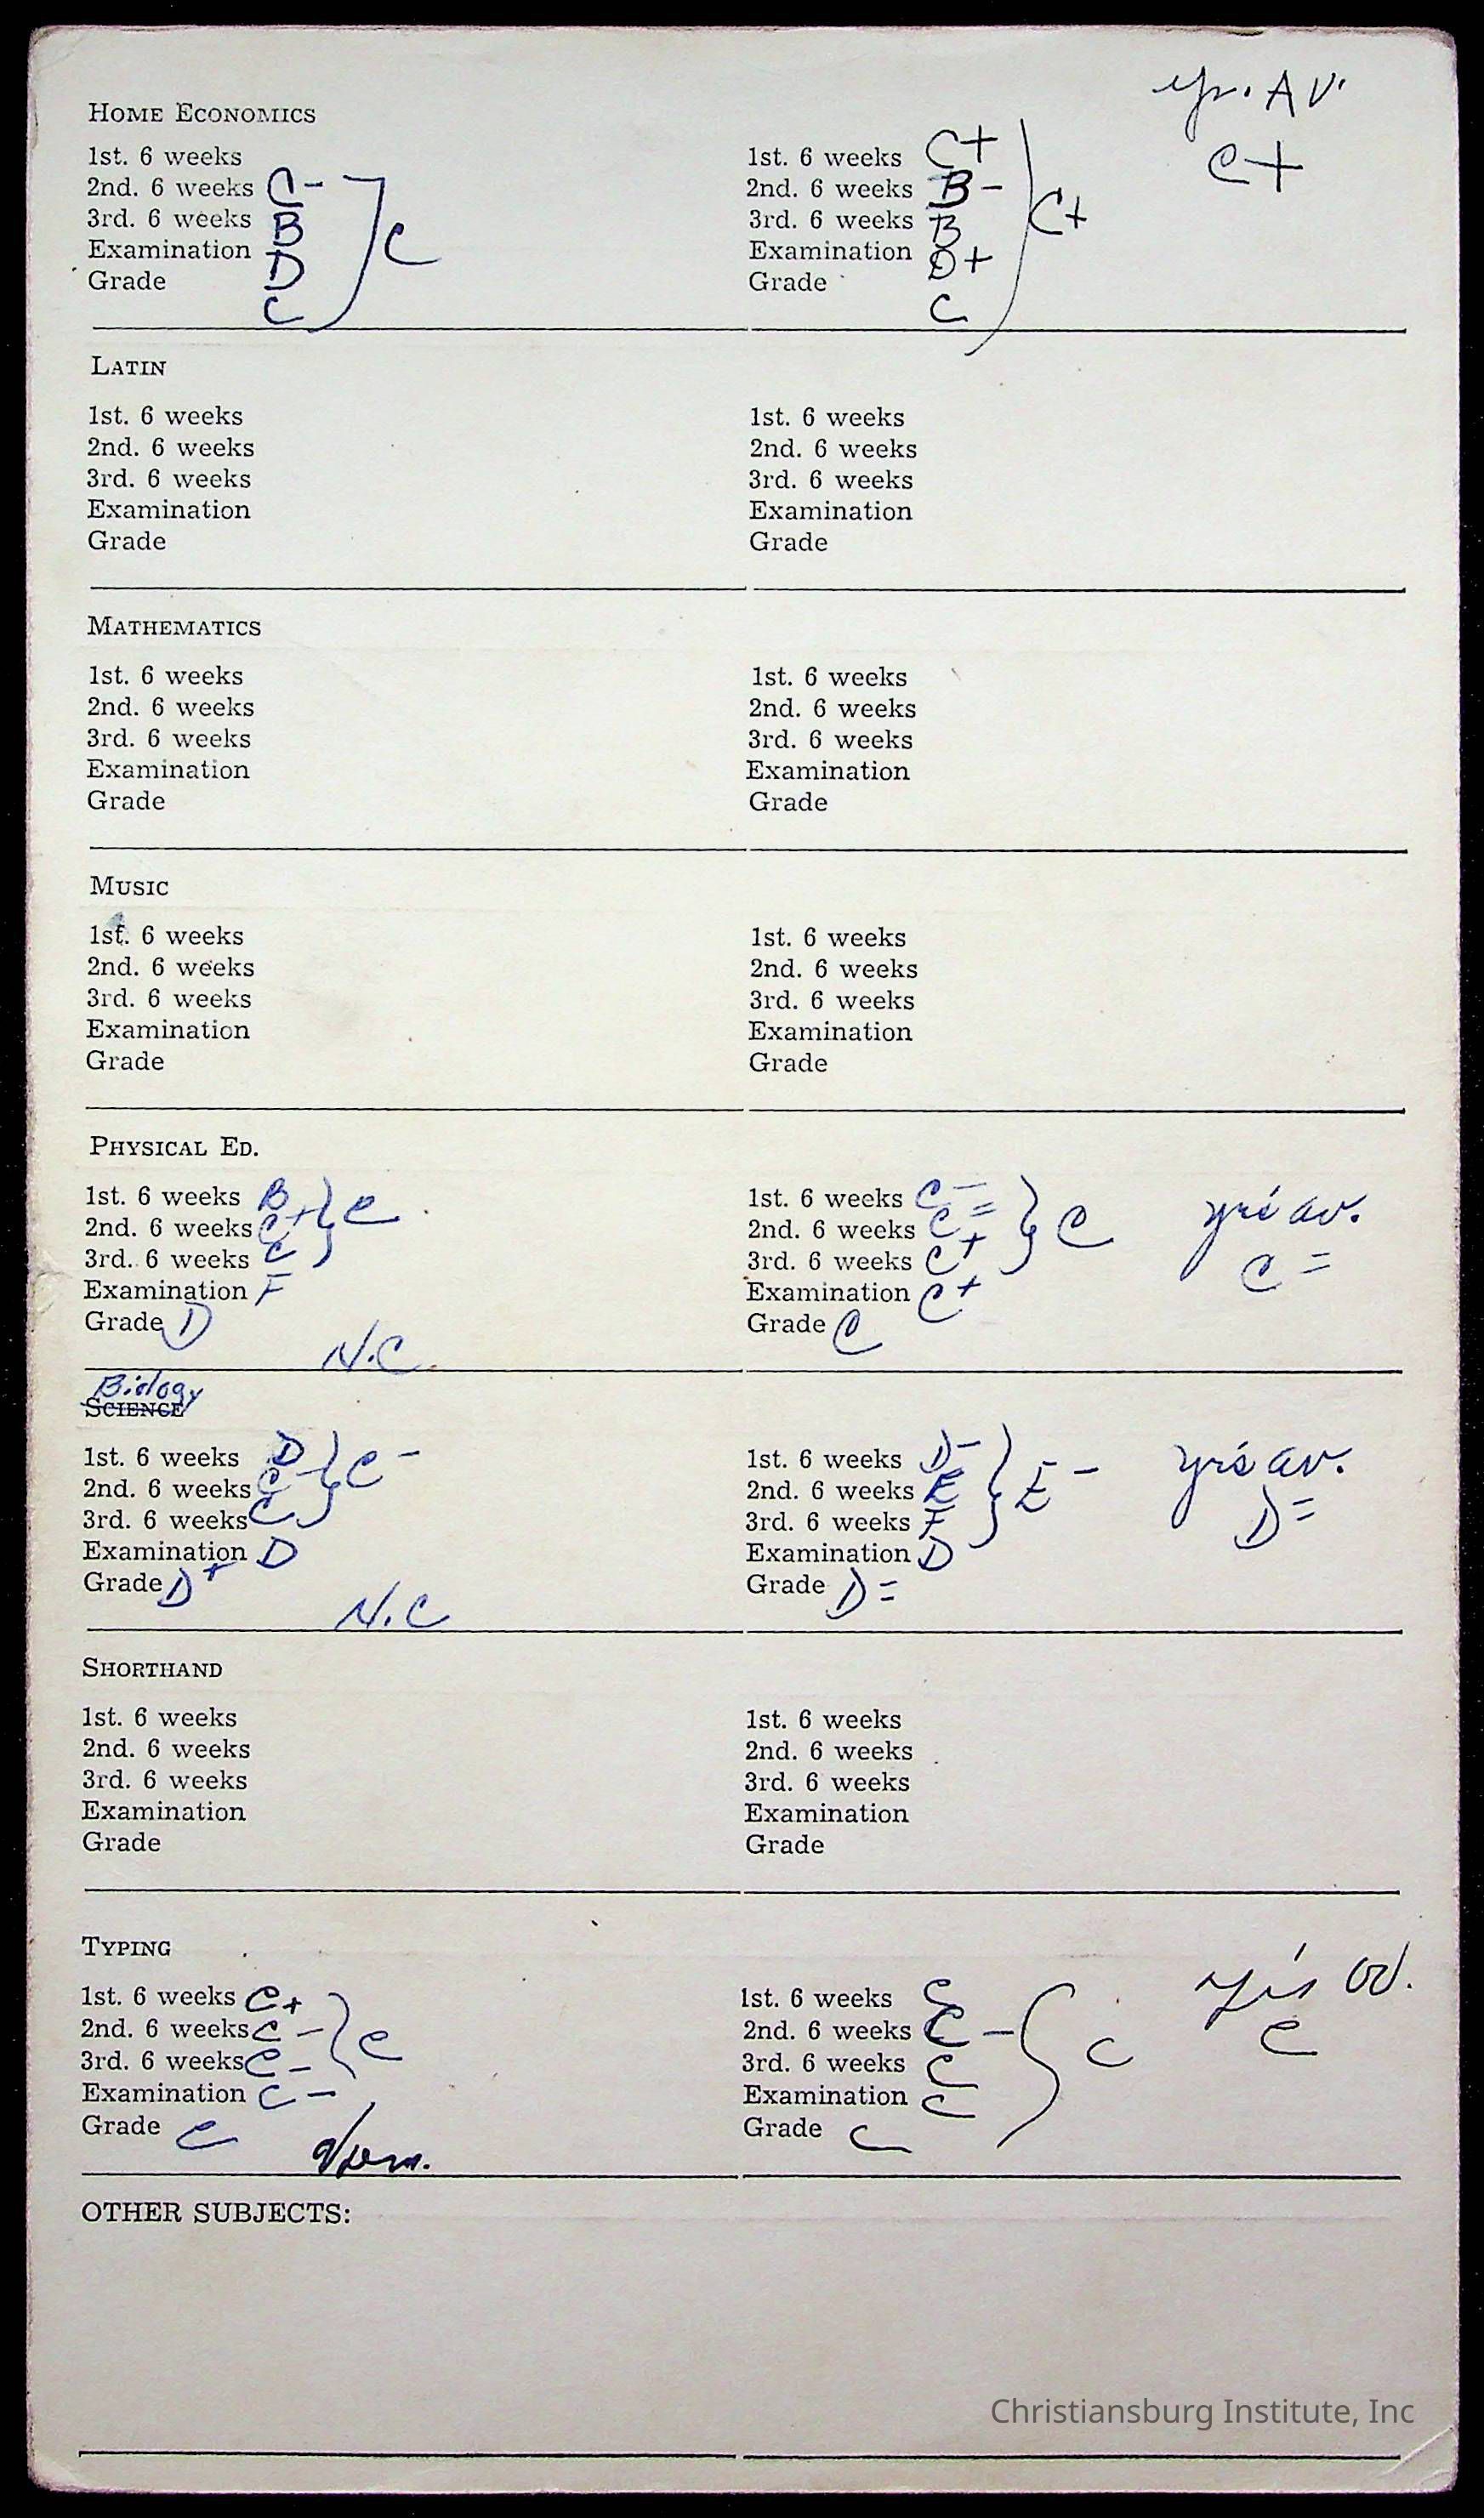 yr. AV.
C+
HOME ECONOMICS
1st. 6 weeks
2nd. 6 weeks C-
3rd. 6 weeks B
Examination D
Grade C
C
1st. 6 weeks C+
2nd. 6 weeks B-
3rd. 6 weeks B
Examination D+
Grade C
C+
LATIN
1st. 6 weeks
2nd. 6 weeks
3rd. 6 weeks
Examination
Grade
1st. 6 weeks
2nd. 6 weeks
3rd. 6 weeks
Examination
Grade
MATHEMATICS
1st. 6 weeks
2nd. 6 weeks
3rd. 6 weeks
Examination
Grade
1st. 6 weeks
2nd. 6 weeks
3rd. 6 weeks
Examination
Grade
MUSIC
1st. 6 weeks
2nd. 6 weeks
3rd. 6 weeks
Examination
Grade
1st. 6 weeks
2nd. 6 weeks
3rd. 6 weeks
Examination
Grade
PHYSICAL ED.
1st. 6 weeks B
2nd. 6 weeks C+
3rd. 6 weeks C
Examination F
Grade D
C
N.C.
1st. 6 weeks C-
2nd. 6 weeks C=
3rd. 6 weeks C+
Examination C+
Grade C
C
yr's av.
C=
Biology
SCIENCE
1st. 6 weeks D
2nd. 6 weeks C-
3rd. 6 weeks C
Examination D
Grade D+
C-
N.C
1st. 6 weeks D-
2nd. 6 weeks E
3rd. 6 weeks F
Examination D
Grade D=
E-
yr's av.
D=
SHORTHAND
1st. 6 weeks
2nd. 6 weeks
3rd. 6 weeks
Examination
Grade
1st. 6 weeks
2nd. 6 weeks
3rd. 6 weeks
Examination
Grade
TYPING
1st. 6 weeks C+
2nd. 6 weeks C-
3rd. 6 weeks C-
Examination C-
Grade C
C
1st. 6 weeks C
2nd. 6 weeks C-
3rd. 6 weeks C
Examination C
Grade C
C
yr's av.
C
OTHER SUBJECTS:
Christiansburg Institute, Inc